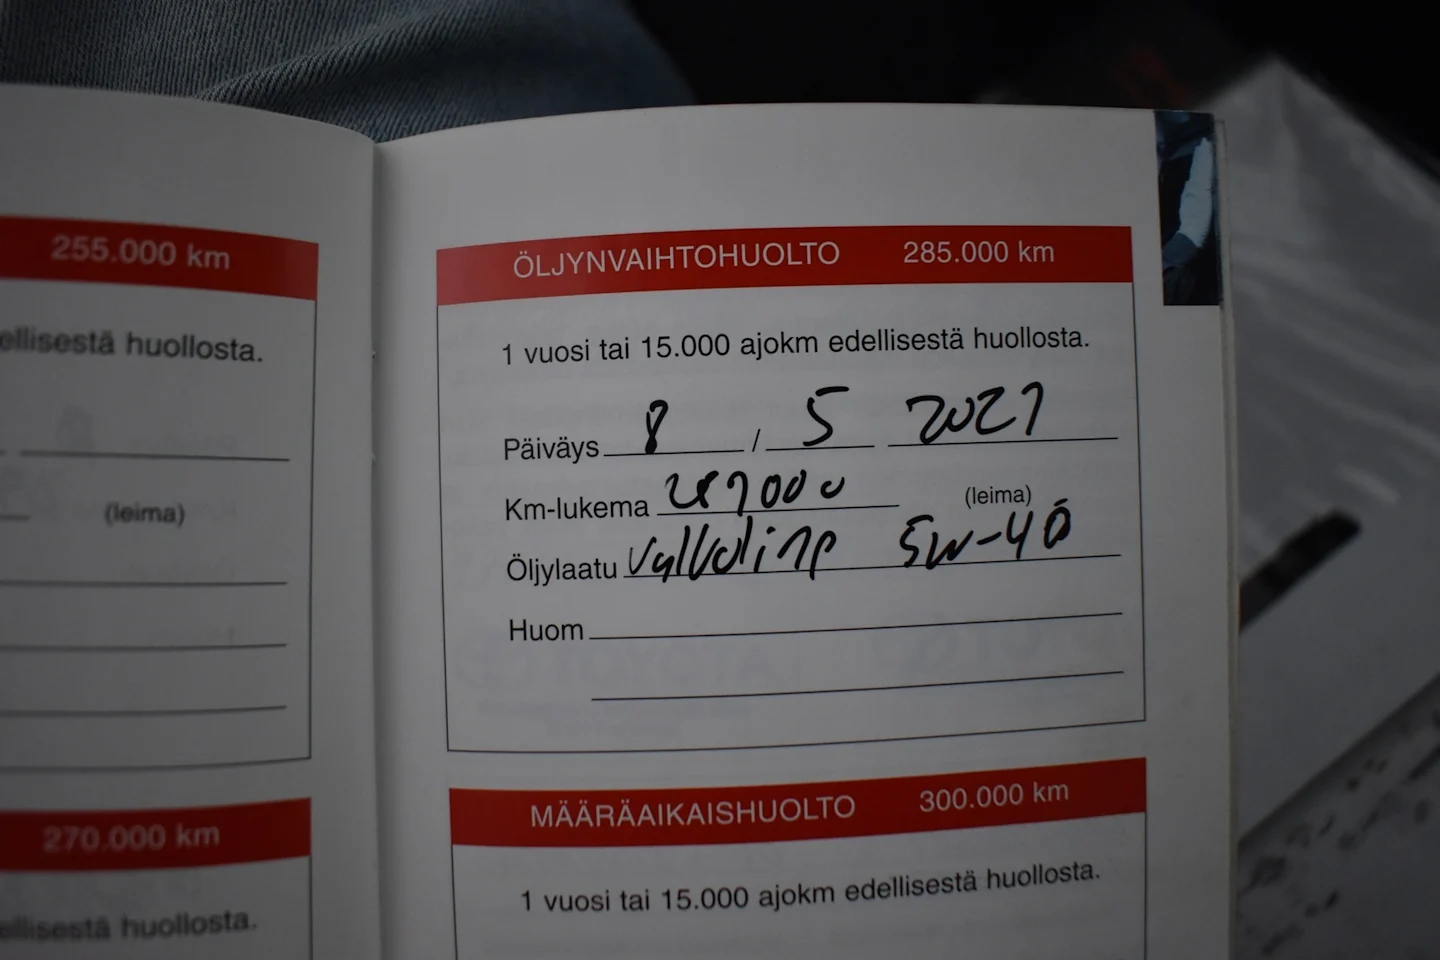 255.000 km
ellisestä huollosta.
(leima)
270.000 km
ellisestä huollosta.
ÖLJYNVAIHTOHUOLTO 285.000 km
1 vuosi tai 15.000 ajokm edellisestä huollosta.
Päiväys 8 / 5 2021
Km-lukema 287000 (leima)
Öljylaatu Valvoline 5W-40
Huom
MÄÄRÄAIKAISHUOLTO 300.000 km
1 vuosi tai 15.000 ajokm edellisestä huollosta.